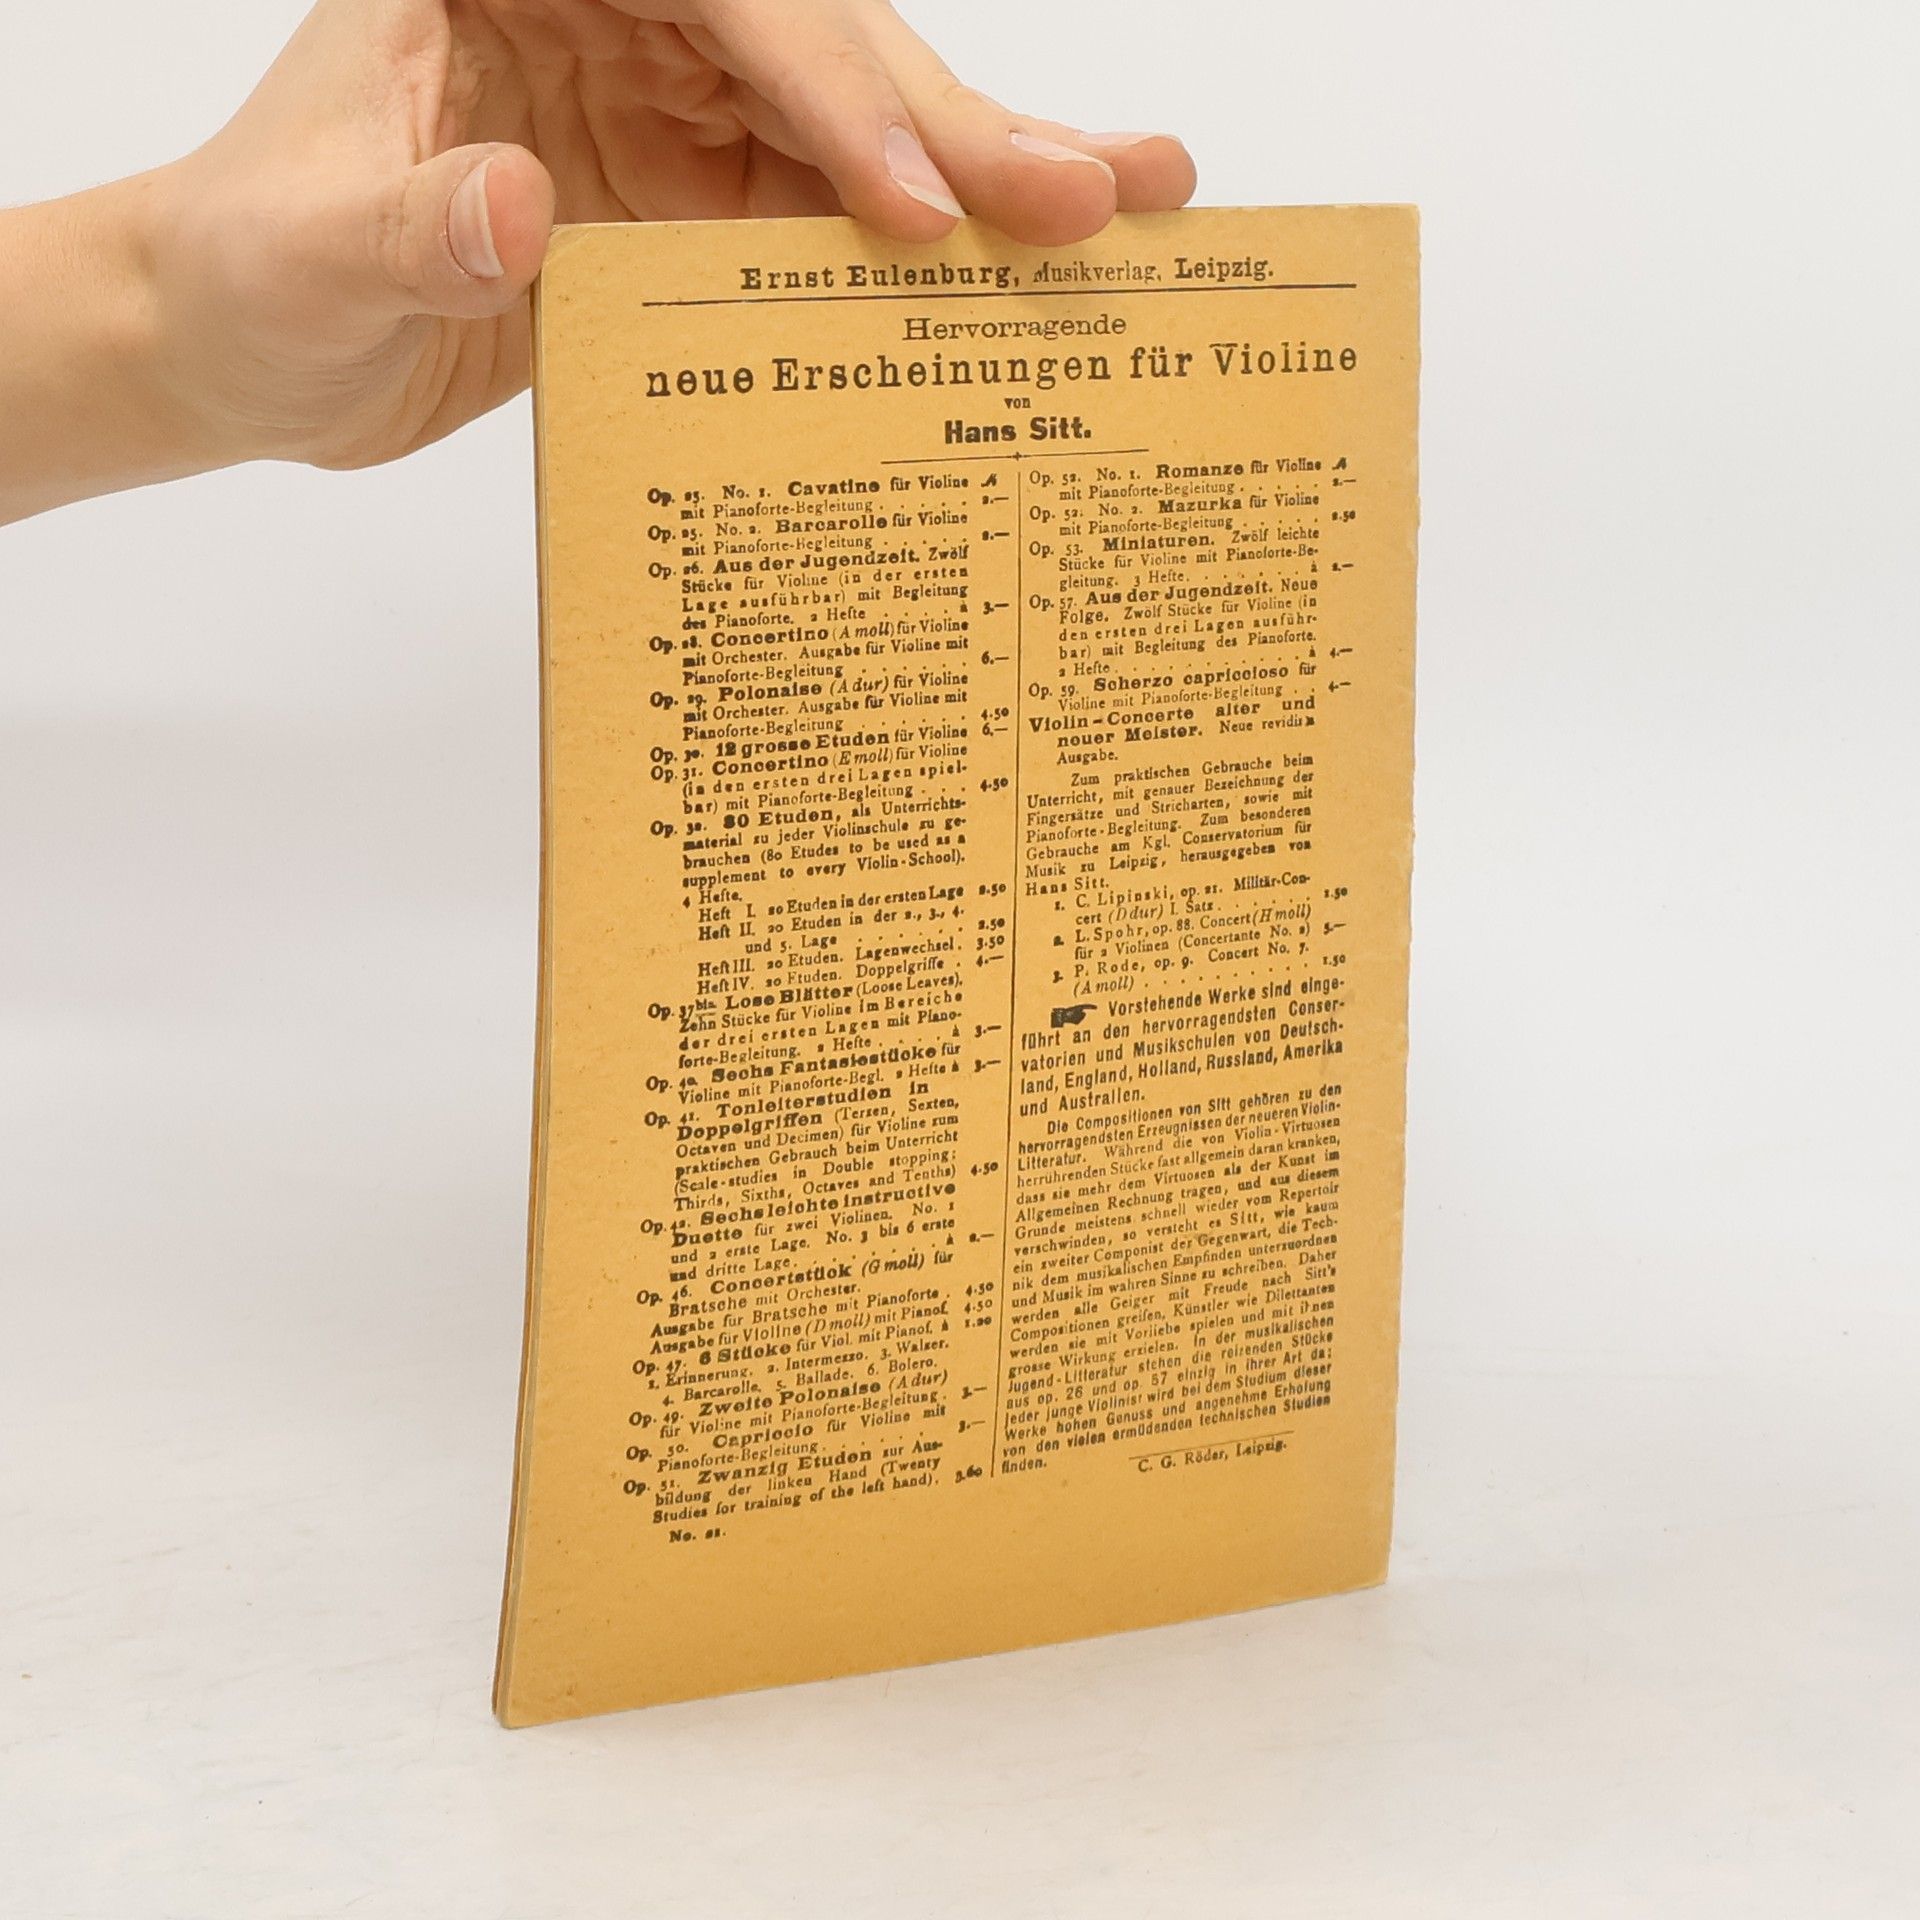 Ernst Eulenburg, Musikverlag, Leipzig.
Hervorragende
neue Erscheinungen für Violine
von
Hans Sitt.
Op. 25. No. 1. Cavatine für Violine ℳ
mit Pianoforte-Begleitung . . . . . . 2.—
Op. 25. No. 2. Barcarolle für Violine
mit Pianoforte-Begleitung . . . . . . 2.—
Op. 26. Aus der Jugendzeit. Zwölf
Stücke für Violine (in der ersten
Lage ausführbar) mit Begleitung
des Pianoforte. 2 Hefte . . . . . à 3.—
Op. 28. Concertino (A moll) für Violine
mit Orchester. Ausgabe für Violine mit
Pianoforte-Begleitung . . . . . . . 6.—
Op. 29. Polonaise (A dur) für Violine
mit Orchester. Ausgabe für Violine mit
Pianoforte-Begleitung . . . . . . . 4.50
Op. 30. 12 grosse Etuden für Violine 6.—
Op. 31. Concertino (E moll) für Violine
(in den ersten drei Lagen spiel-
bar) mit Pianoforte-Begleitung . . . 4.50
Op. 32. 80 Etuden, als Unterrichts-
material zu jeder Violinschule zu ge-
brauchen (80 Etudes to be used as a
supplement to every Violin-School).
4 Hefte.
Heft I. 20 Etuden in der ersten Lage 2.50
Heft II. 20 Etuden in der 2., 3., 4.
und 5. Lage . . . . . . . 2.50
Heft III. 20 Etuden. Lagenwechsel . 3.50
Heft IV. 20 Etuden. Doppelgriffe . 4.—
Op. 37bis. Lose Blätter (Loose Leaves).
Zehn Stücke für Violine im Bereiche
der drei ersten Lagen mit Piano-
forte-Begleitung. 2 Hefte . . . . à 3.—
Op. 40. Sechs Fantasiestücke für
Violine mit Pianoforte-Begl. 2 Hefte à 3.—
Op. 41. Tonleiterstudien in
Doppelgriffen (Terzen, Sexten,
Octaven und Decimen) für Violine zum
praktischen Gebrauch beim Unterricht
(Scale-studies in Double stopping;
Thirds, Sixths, Octaves and Tenths) 4.50
Op. 42. Sechs leichte instructive
Duette für zwei Violinen. No. 1
und 2 erste Lage. No. 3 bis 6 erste
und dritte Lage . . . . . . . . à 2.—
Op. 46. Concertstück (G moll) für
Bratsche mit Orchester.
Ausgabe für Bratsche mit Pianoforte . 4.50
Ausgabe für Violine (D moll) mit Pianof. 4.50
Op. 47. 6 Stücke für Viol. mit Pianof. à 1.20
1. Erinnerung. 2. Intermezzo. 3. Walzer.
4. Barcarolle. 5. Ballade. 6. Bolero.
Op. 49. Zweite Polonaise (A dur)
für Violine mit Pianoforte-Begleitung . 3.—
Op. 50. Capriccio für Violine mit
Pianoforte-Begleitung . . . . . . . 3.—
Op. 51. Zwanzig Etuden zur Aus-
bildung der linken Hand (Twenty
Studies for training of the left hand). 3.60
No.
Op. 52. No. 1. Romanze für Violine ℳ
mit Pianoforte-Begleitung . . . . . 2.—
Op. 52. No. 2. Mazurka für Violine
mit Pianoforte-Begleitung . . . . . 2.50
Op. 53. Miniaturen. Zwölf leichte
Stücke für Violine mit Pianoforte-Be-
gleitung. 3 Hefte . . . . . . . à 2.—
Op. 57. Aus der Jugendzeit. Neue
Folge. Zwölf Stücke für Violine (in
den ersten drei Lagen ausführ-
bar) mit Begleitung des Pianoforte.
2 Hefte . . . . . . . . . . . à 4.—
Op. 59. Scherzo capriccioso für
Violine mit Pianoforte-Begleitung . . 4.—
Violin-Concerte alter und
neuer Meister. Neue revidirte
Ausgabe.
Zum praktischen Gebrauche beim
Unterricht, mit genauer Bezeichnung der
Fingersätze und Stricharten, sowie mit
Pianoforte-Begleitung. Zum besonderen
Gebrauche am Kgl. Conservatorium für
Musik zu Leipzig, herausgegeben von
Hans Sitt.
1. C. Lipinski, op. 21. Militär-Con-
cert (D dur) I. Satz . . . . . . . 1.50
2. L. Spohr, op. 88. Concert (H moll)
für 2 Violinen (Concertante No. 2) 5.—
3. P. Rode, op. 9. Concert No. 7.
(A moll) . . . . . . . . . . 1.50
☛ Vorstehende Werke sind einge-
führt an den hervorragendsten Conser-
vatorien und Musikschulen von Deutsch-
land, England, Holland, Russland, Amerika
und Australien.
Die Compositionen von Sitt gehören zu den
hervorragendsten Erzeugnissen der neueren Violin-
Litteratur. Während die von Violin-Virtuosen
herrührenden Stücke fast allgemein daran kranken,
dass sie mehr dem Virtuosen als der Kunst im
Allgemeinen Rechnung tragen, und aus diesem
Grunde meistens schnell wieder vom Repertoir
verschwinden, so versteht es Sitt, wie kaum
ein zweiter Componist der Gegenwart, die Tech-
nik dem musikalischen Empfinden unterzuordnen
und Musik im wahren Sinne zu schreiben. Daher
werden alle Geiger mit Freude nach Sitt's
Compositionen greifen, Künstler wie Dilettanten
werden sie mit Vorliebe spielen und mit ihnen
grosse Wirkung erzielen. In der musikalischen
Jugend-Litteratur stehen die reizenden Stücke
aus op. 26 und op. 57 einzig in ihrer Art da;
jeder junge Violinist wird bei dem Studium dieser
Werke hohen Genuss und angenehme Erholung
von den vielen ermüdenden technischen Studien
finden.
C. G. Röder, Leipzig.